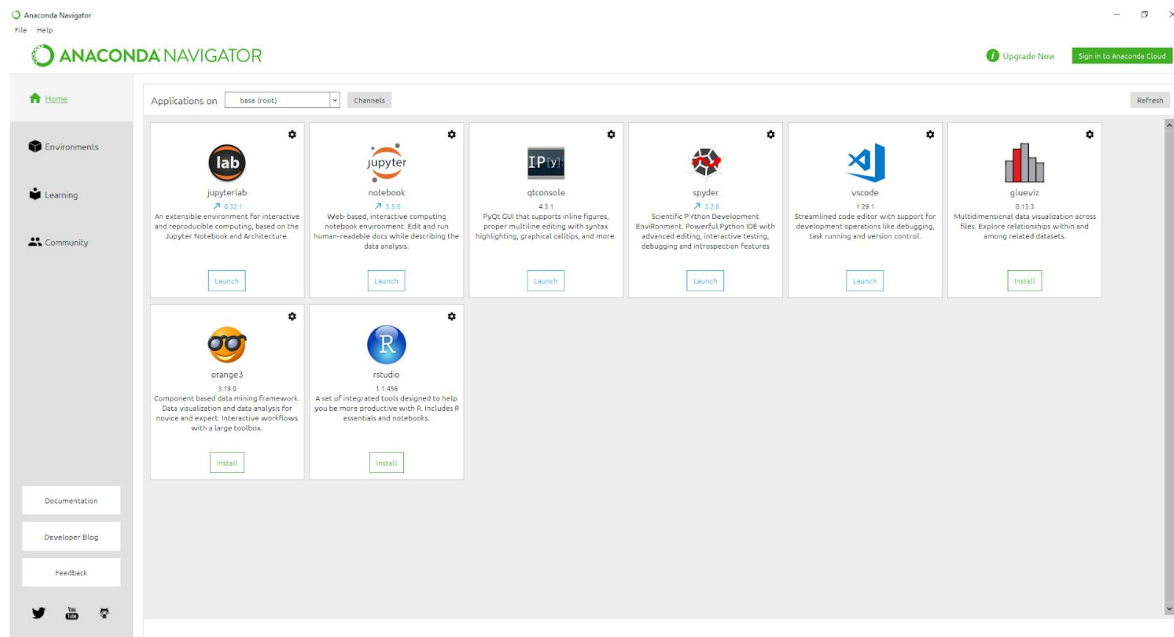 Anaconda Navigator
File Help
ANACONDA NAVIGATOR
i Upgrade Now
Sign in to Anaconda Cloud
Home
Environments
Learning
Community
Documentation
Developer Blog
Feedback
You
Tube
Applications on base (root) Channels
Refresh
lab
jupyterlab
0.32.1
An extensible environment for interactive
and reproducible computing, based on the
Jupyter Notebook and Architecture.
Launch
jupyter
notebook
5.5.0
Web-based, interactive computing
notebook environment. Edit and run
human-readable docs while describing the
data analysis.
Launch
IP[y]:
qtconsole
4.3.1
PyQt GUI that supports inline figures,
proper multiline editing with syntax
highlighting, graphical calltips, and more.
Launch
spyder
3.2.8
Scientific PYthon Development
EnviRonment. Powerful Python IDE with
advanced editing, interactive testing,
debugging and introspection features
Launch
vscode
1.29.1
Streamlined code editor with support for
development operations like debugging,
task running and version control.
Launch
glueviz
0.13.3
Multidimensional data visualization across
files. Explore relationships within and
among related datasets.
Install
orange3
3.19.0
Component based data mining framework.
Data visualization and data analysis for
novice and expert. Interactive workflows
with a large toolbox.
Install
R
rstudio
1.1.456
A set of integrated tools designed to help
you be more productive with R. Includes R
essentials and notebooks.
Install